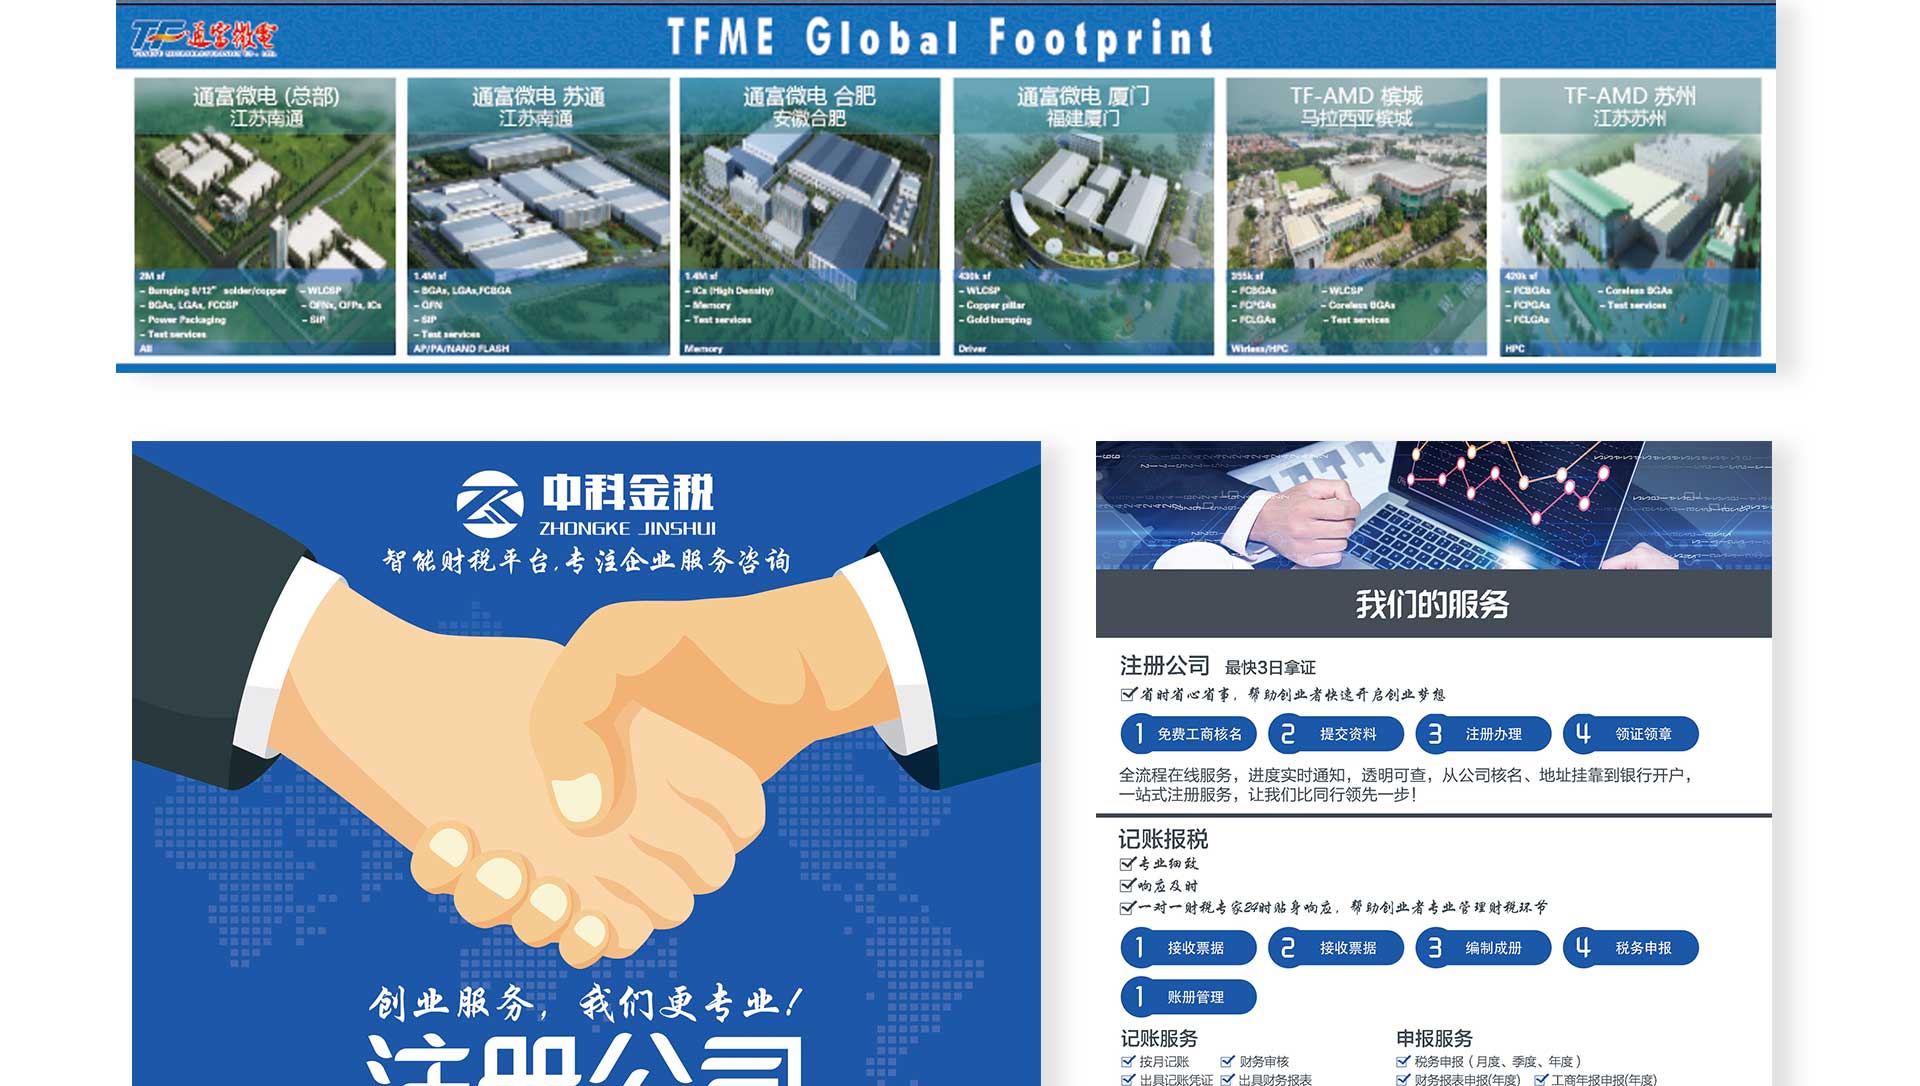 TF 通富微電
TFME Global Footprint
通富微电 (总部)
江苏南通
2M sf
– Bumping 8/12" solder/copper – WLCSP
– BGAs, LGAs, FCCSP – QFNs, QFPs, ICs
– Power Packaging – SIP
– Test services
All
通富微电 苏通
江苏南通
1.4M sf
– BGAs, LGAs,FCBGA
– QFN
– SIP
– Test services
AP/PA/NAND FLASH
通富微电 合肥
安徽合肥
1.4M sf
– ICs (High Density)
– Memory
– Test services
Memory
通富微电 厦门
福建厦门
430k sf
– WLCSP
– Copper pillar
– Gold bumping
Driver
TF-AMD 槟城
马拉西亚槟城
355k sf
– FCBGAs – WLCSP
– FCPGAs – Coreless BGAs
– FCLGAs – Test services
Wirless/HPC
TF-AMD 苏州
江苏苏州
420k sf
– FCBGAs – Coreless BGAs
– FCPGAs – Test services
– FCLGAs
HPC
中科金税
ZHONGKE JINSHUI
智能财税平台,专注企业服务咨询
创业服务，我们更专业!
注册公司
我们的服务
注册公司 最快3日拿证
省时省心省事，帮助创业者快速开启创业梦想
1 免费工商核名 2 提交资料 3 注册办理 4 领证领章
全流程在线服务，进度实时通知，透明可查，从公司核名、地址挂靠到银行开户，
一站式注册服务，让我们比同行领先一步！
记账报税
专业细致
响应及时
一对一财税专家24时贴身响应，帮助创业者专业管理财税环节
1 接收票据 2 接收票据 3 编制成册 4 税务申报
1 账册管理
记账服务 申报服务
按月记账 财务审核 税务申报（月度、季度、年度）
出具记账凭证 出具财务报表 财务报表申报(年度) 工商年报申报(年度)